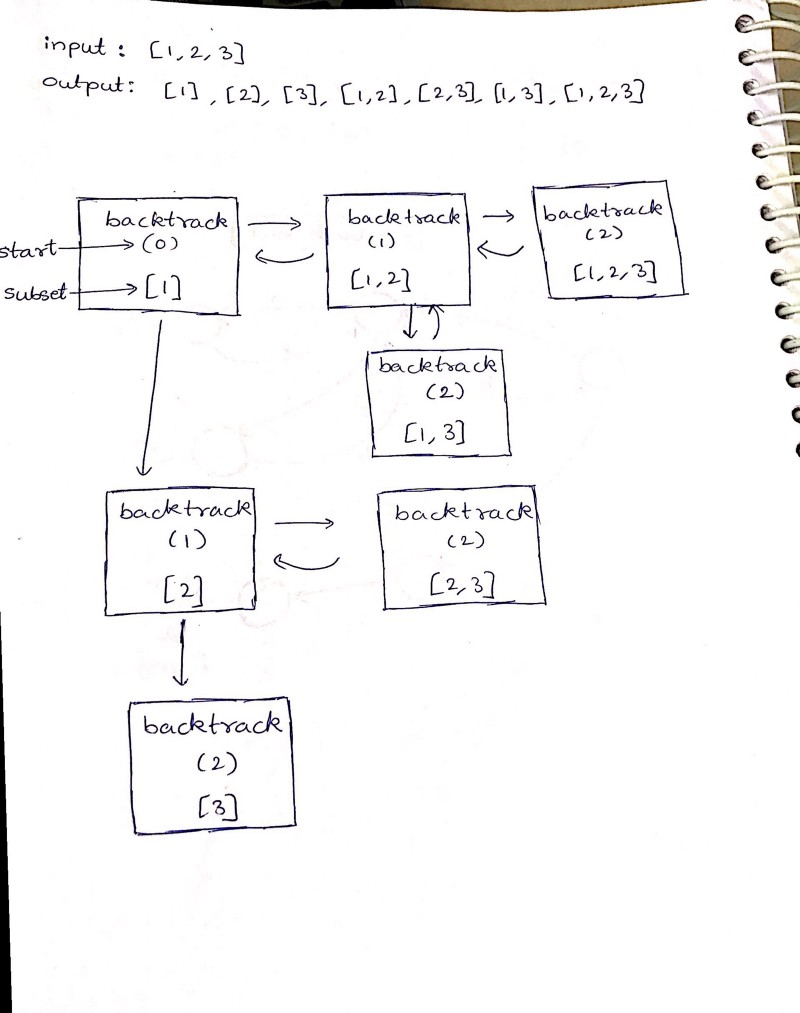 input : [1, 2, 3]
output: [1], [2], [3], [1,2], [2,3], [1,3], [1,2,3]
backtrack
start (0)
subset [1]
backtrack
(1)
[1,2]
backtrack
(2)
[1,2,3]
backtrack
(2)
[1,3]
backtrack
(1)
[2]
backtrack
(2)
[2,3]
backtrack
(2)
[3]